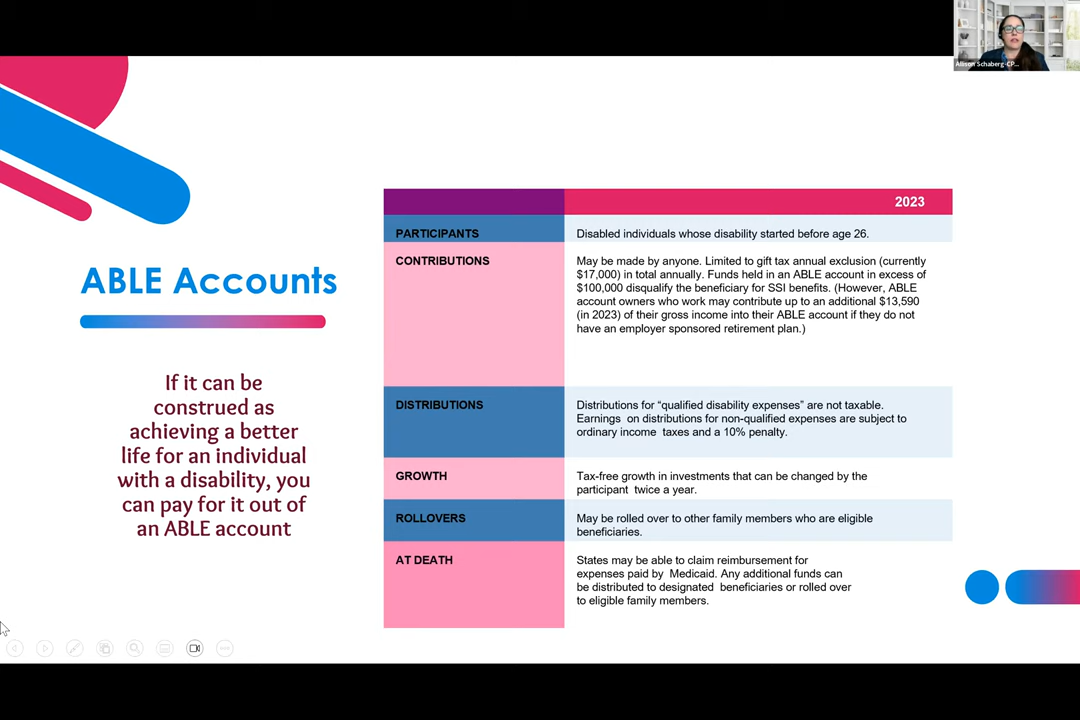 Allison Schaberg-CP...
2023
PARTICIPANTS
Disabled individuals whose disability started before age 26.
ABLE Accounts
If it can be
construed as
achieving a better
life for an individual
with a disability, you
can pay for it out of
an ABLE account
CONTRIBUTIONS
May be made by anyone. Limited to gift tax annual exclusion (currently
$17,000) in total annually. Funds held in an ABLE account in excess of
$100,000 disqualify the beneficiary for SSI benefits. (However, ABLE
account owners who work may contribute up to an additional $13,590
(in 2023) of their gross income into their ABLE account if they do not
have an employer sponsored retirement plan.)
DISTRIBUTIONS
Distributions for “qualified disability expenses” are not taxable.
Earnings on distributions for non-qualified expenses are subject to
ordinary income taxes and a 10% penalty.
GROWTH
Tax-free growth in investments that can be changed by the
participant twice a year.
ROLLOVERS
May be rolled over to other family members who are eligible
beneficiaries.
AT DEATH
States may be able to claim reimbursement for
expenses paid by Medicaid. Any additional funds can
be distributed to designated beneficiaries or rolled over
to eligible family members.